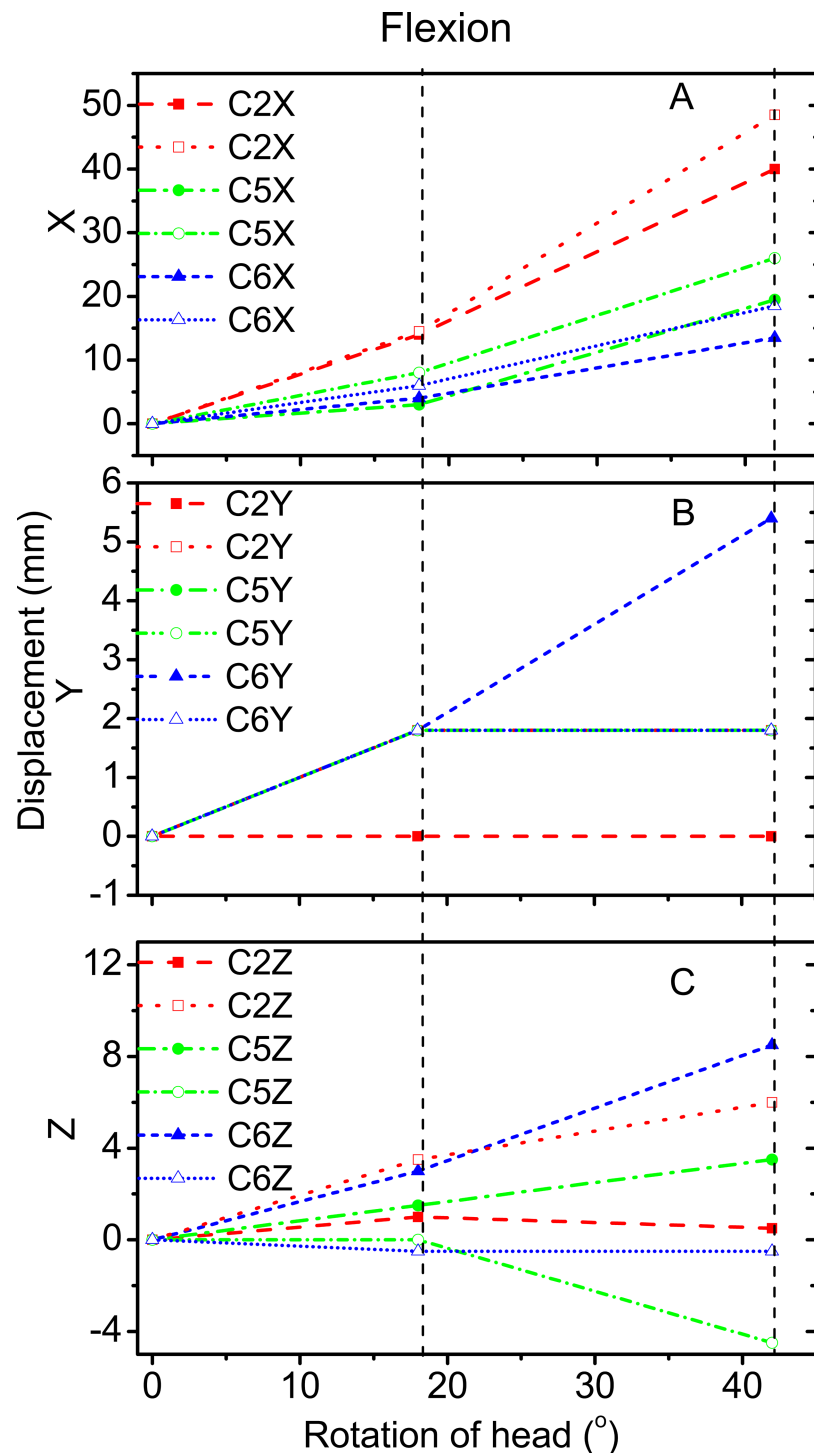 Flexion
A
C2X
C2X
C5X
C5X
C6X
C6X
50
40
30
20
10
0
X
B
C2Y
C2Y
C5Y
C5Y
C6Y
C6Y
6
5
4
3
2
1
0
-1
Displacement (mm)
Y
C
C2Z
C2Z
C5Z
C5Z
C6Z
C6Z
12
8
4
0
-4
Z
0 10 20 30 40
Rotation of head (º)